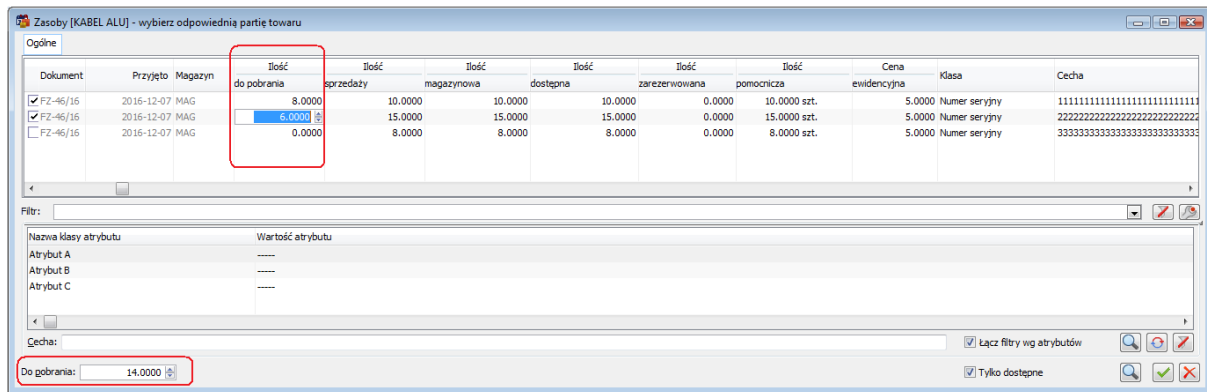 Zasoby [KABEL ALU] - wybierz odpowiednią partię towaru
Ogólne
Dokument Przyjęto Magazyn Ilość do pobrania Ilość sprzedaży Ilość magazynowa Ilość dostępna Ilość zarezerwowana Ilość pomocnicza Cena ewidencyjna Klasa Cecha
FZ-46/16 2016-12-07 MAG 8.0000 10.0000 10.0000 10.0000 0.0000 10.0000 szt. 5.0000 Numer seryjny 1111111111111111111111111
FZ-46/16 2016-12-07 MAG 6.0000 15.0000 15.0000 15.0000 0.0000 15.0000 szt. 5.0000 Numer seryjny 2222222222222222222222222
FZ-46/16 2016-12-07 MAG 0.0000 8.0000 8.0000 8.0000 0.0000 8.0000 szt. 5.0000 Numer seryjny 3333333333333333333333333
Filtr:
Nazwa klasy atrybutu Wartość atrybutu
Atrybut A -----
Atrybut B -----
Atrybut C -----
Cecha: Łącz filtry wg atrybutów
Do pobrania: 14.0000 Tylko dostępne